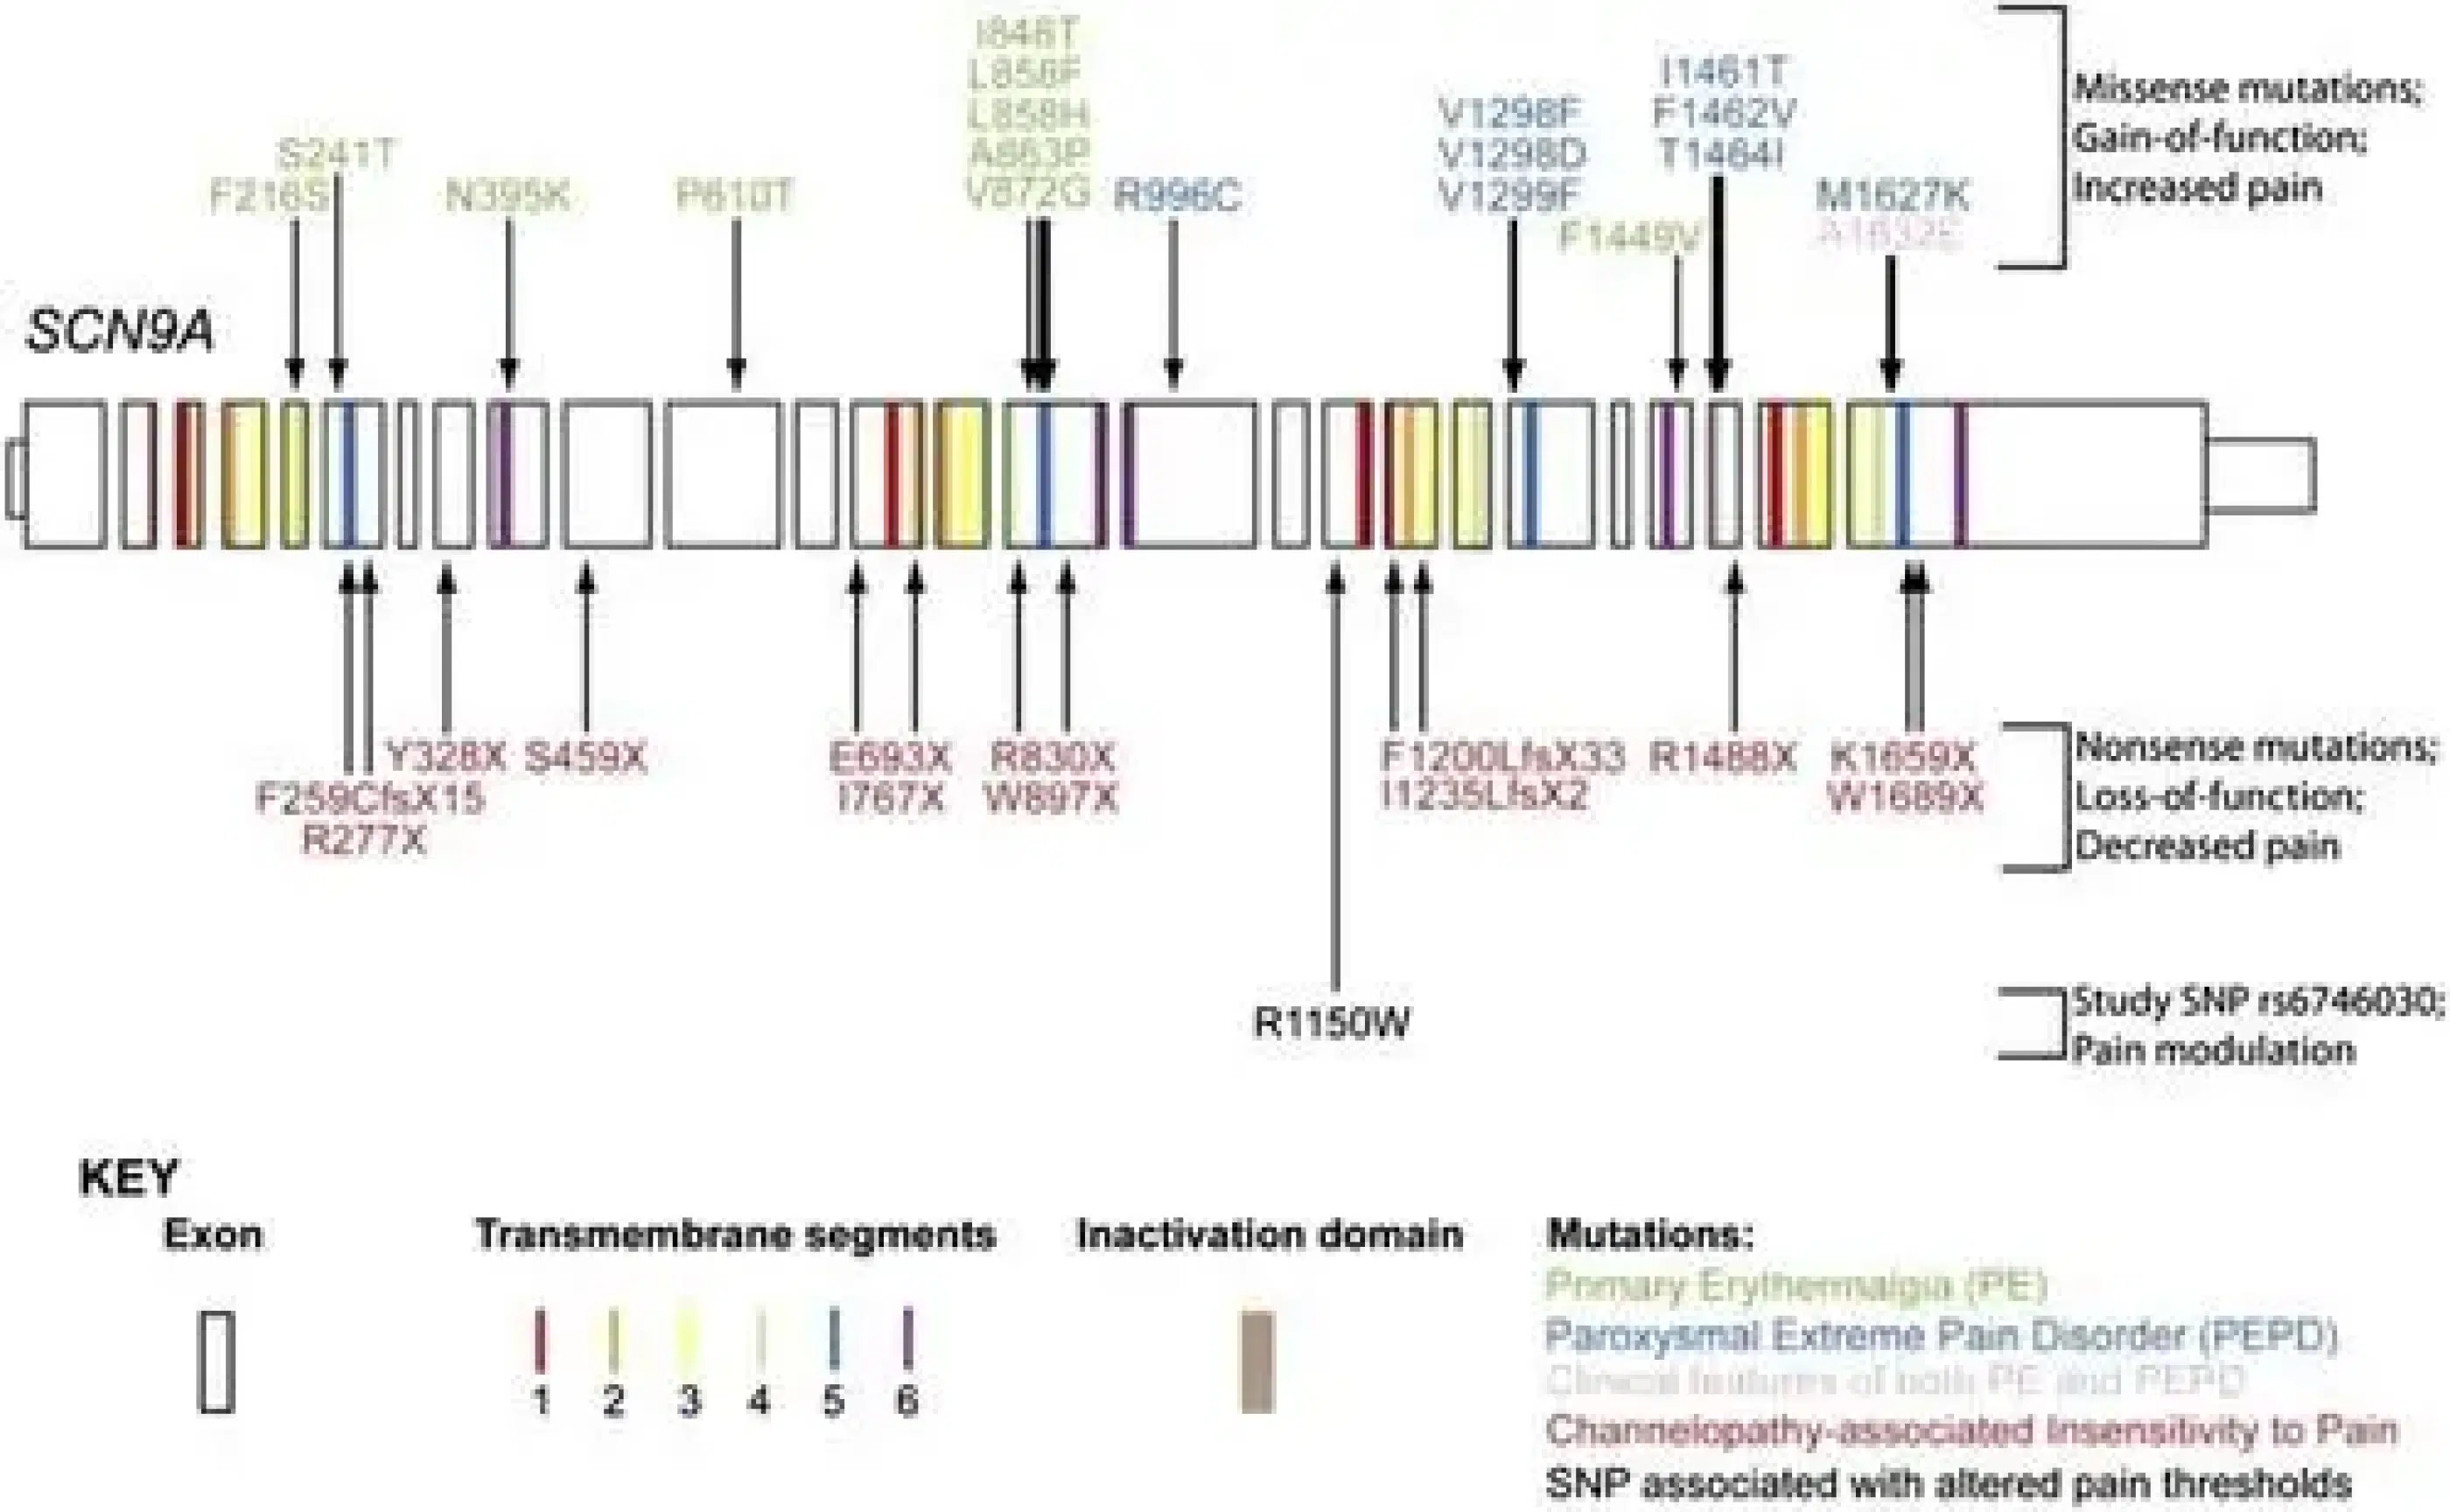 I848T
L858F
L858H
A863P
V872G
S241T
F216S
N395K
P610T
R996C
V1298F
V1298D
V1299F
F1449V
I1461T
F1462V
T1464I
M1627K
A1632E
Missense mutations;
Gain-of-function;
Increased pain
SCN9A
Y328X
S459X
F259CfsX15
R277X
E693X
I767X
R830X
W897X
F1200LfsX33
I1235LfsX2
R1488X
K1659X
W1689X
Nonsense mutations;
Loss-of-function;
Decreased pain
R1150W
Study SNP rs6746030;
Pain modulation
KEY
Exon
Transmembrane segments
1 2 3 4 5 6
Inactivation domain
Mutations:
Primary Erythermalgia (PE)
Paroxysmal Extreme Pain Disorder (PEPD)
Clinical features of both PE and PEPD
Channelopathy-associated Insensitivity to Pain
SNP associated with altered pain thresholds